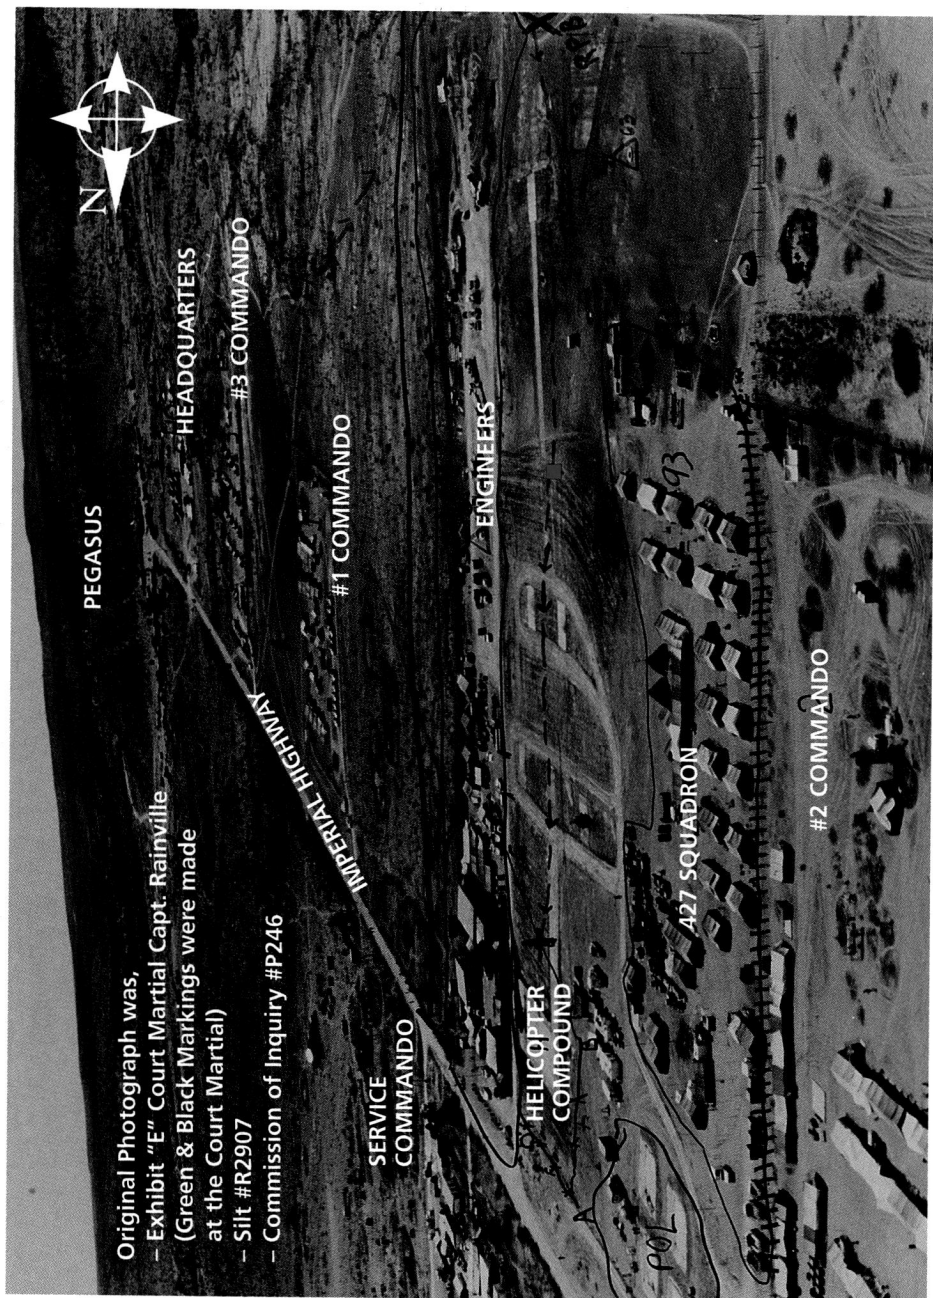 Original Photograph was,
– Exhibit "E" Court Martial Capt. Rainville
(Green & Black Markings were made
at the Court Martial)
– Silt #R2907
– Commission of Inquiry #P246
N
PEGASUS
HEADQUARTERS
#3 COMMANDO
IMPERIAL HIGHWAY
#1 COMMANDO
SERVICE
COMMANDO
ENGINEERS
HELICOPTER
COMPOUND
427 SQUADRON
93
POL
#2 COMMANDO